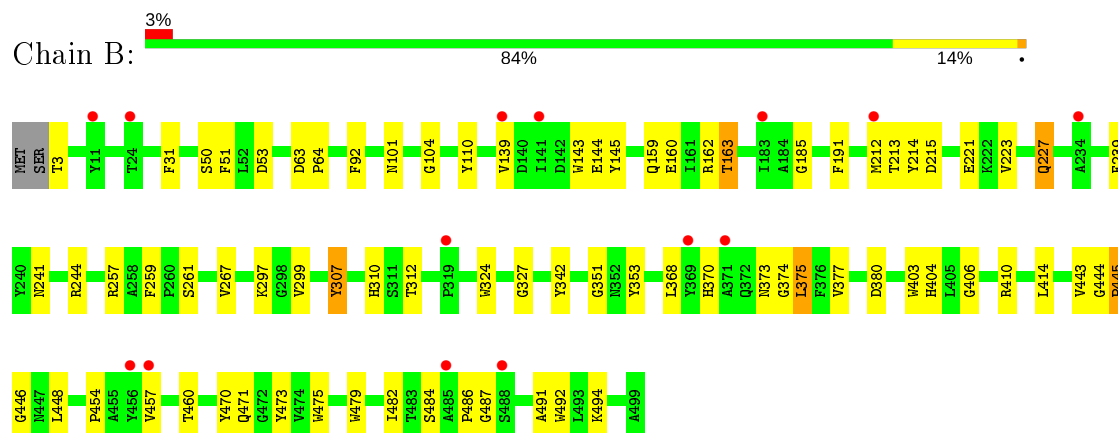 3%
Chain B:
84% 14% •
MET SER T3 Y11 T24 F31 S50 F51 L52 D53 D63 P64 F92 N101 G104 Y110 V139 D140 I141 D142 W143 E144 Y145 Q159 E160 I161 R162 T163 I183 A184 G185 F191 M212 T213 Y214 D215 E221 K222 V223 Q227 A234
Y240 N241 R244 R257 A258 F259 P260 S261 V267 K297 G298 V299 Y307 H310 S311 T312 P319 W324 G327 Y342 G351 N352 Y353 L368 Y369 H370 A371 Q372 N373 G374 L375 F376 V377 D380 W403 H404 L405 G406 R410 L414 V443 G444
G446 N447 L448 P454 A455 Y456 V457 T460 Y470 Q471 G472 Y473 V474 W475 W479 I482 T483 S484 A485 P486 G487 S488 A491 W492 L493 K494 A499